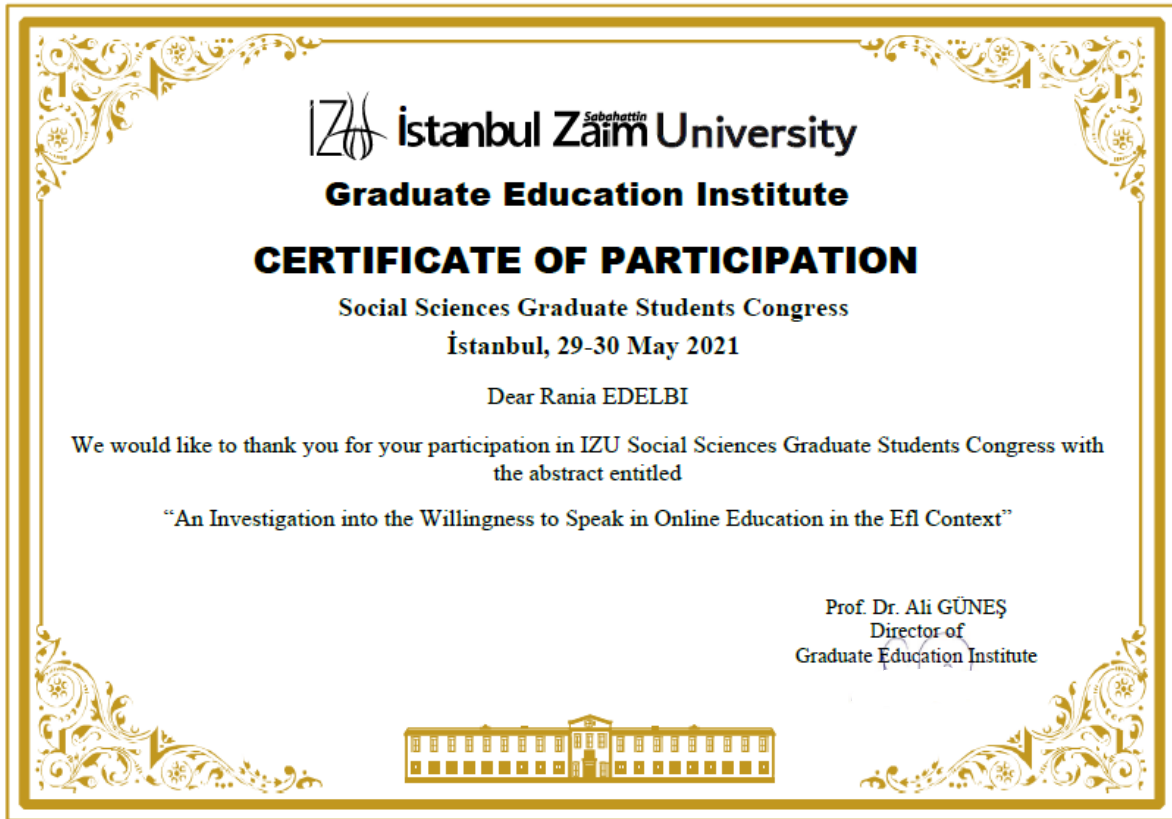 IZU İstanbul Sabahattin Zaim University
Graduate Education Institute
CERTIFICATE OF PARTICIPATION
Social Sciences Graduate Students Congress
İstanbul, 29-30 May 2021
Dear Rania EDELBI
We would like to thank you for your participation in IZU Social Sciences Graduate Students Congress with
the abstract entitled
“An Investigation into the Willingness to Speak in Online Education in the Efl Context”
Prof. Dr. Ali GÜNEŞ
Director of
Graduate Education Institute